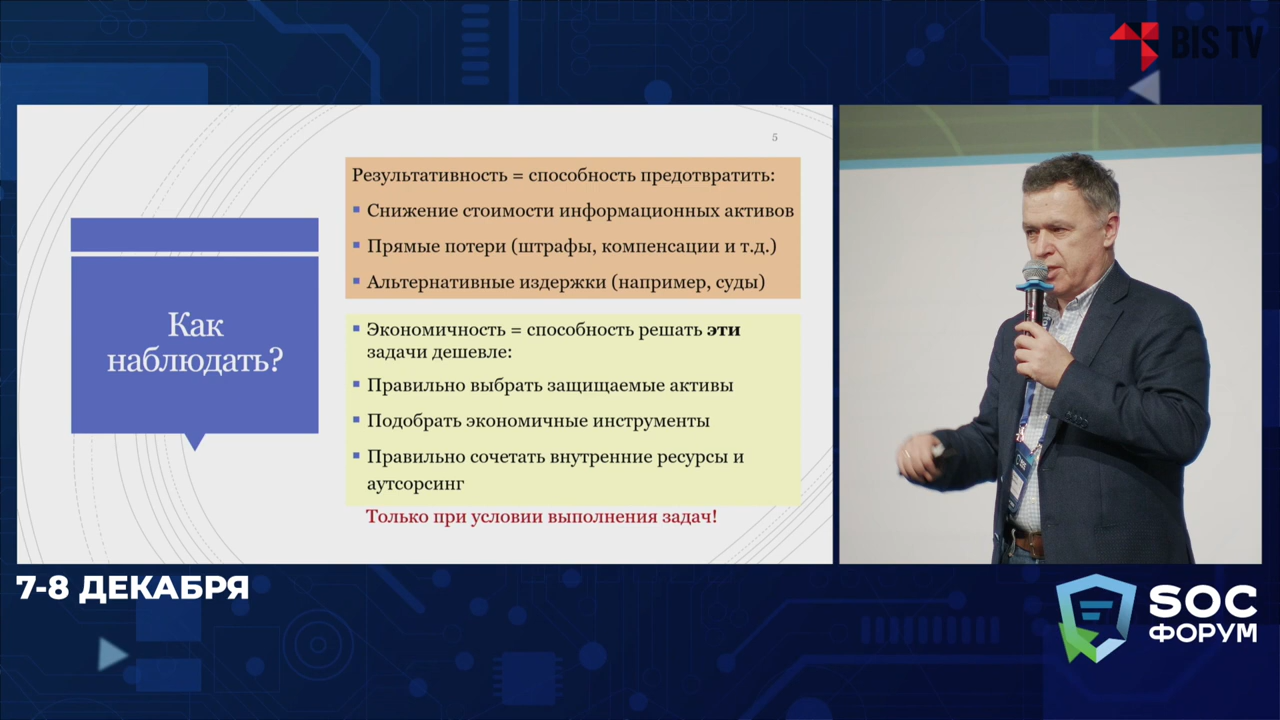 BIS TV
5
Как
наблюдать?
Результативность = способность предотвратить:
Снижение стоимости информационных активов
Прямые потери (штрафы, компенсации и т.д.)
Альтернативные издержки (например, суды)
Экономичность = способность решать эти
задачи дешевле:
Правильно выбрать защищаемые активы
Подобрать экономичные инструменты
Правильно сочетать внутренние ресурсы и
аутсорсинг
Только при условии выполнения задач!
7-8 ДЕКАБРЯ
SOC
ФОРУМ